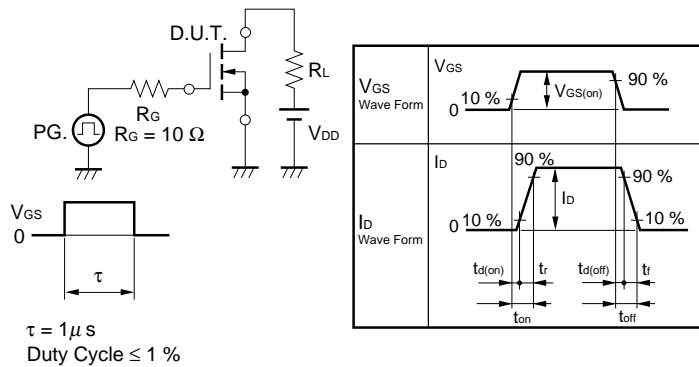 D.U.T.
RL
RG
PG.
RG = 10 Ω
VDD
VGS
0
τ
τ = 1μ s
Duty Cycle ≤ 1 %
VGS
Wave Form
VGS
90 %
VGS(on)
10 %
0
ID
Wave Form
ID
90 %
90 %
ID
0 10 %
10 %
td(on) tr td(off) tf
ton toff